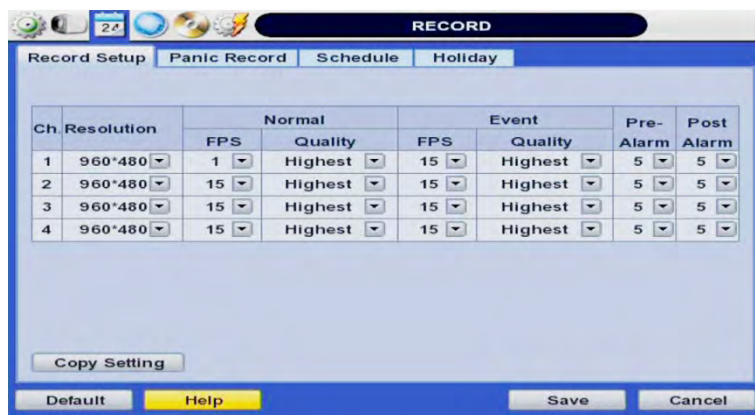 24
RECORD
Record Setup Panic Record Schedule Holiday
Ch. Resolution Normal Event Pre-Alarm Post Alarm
FPS Quality FPS Quality
1 960*480 1 Highest 15 Highest 5 5
2 960*480 15 Highest 15 Highest 5 5
3 960*480 15 Highest 15 Highest 5 5
4 960*480 15 Highest 15 Highest 5 5
Copy Setting
Default Help Save Cancel